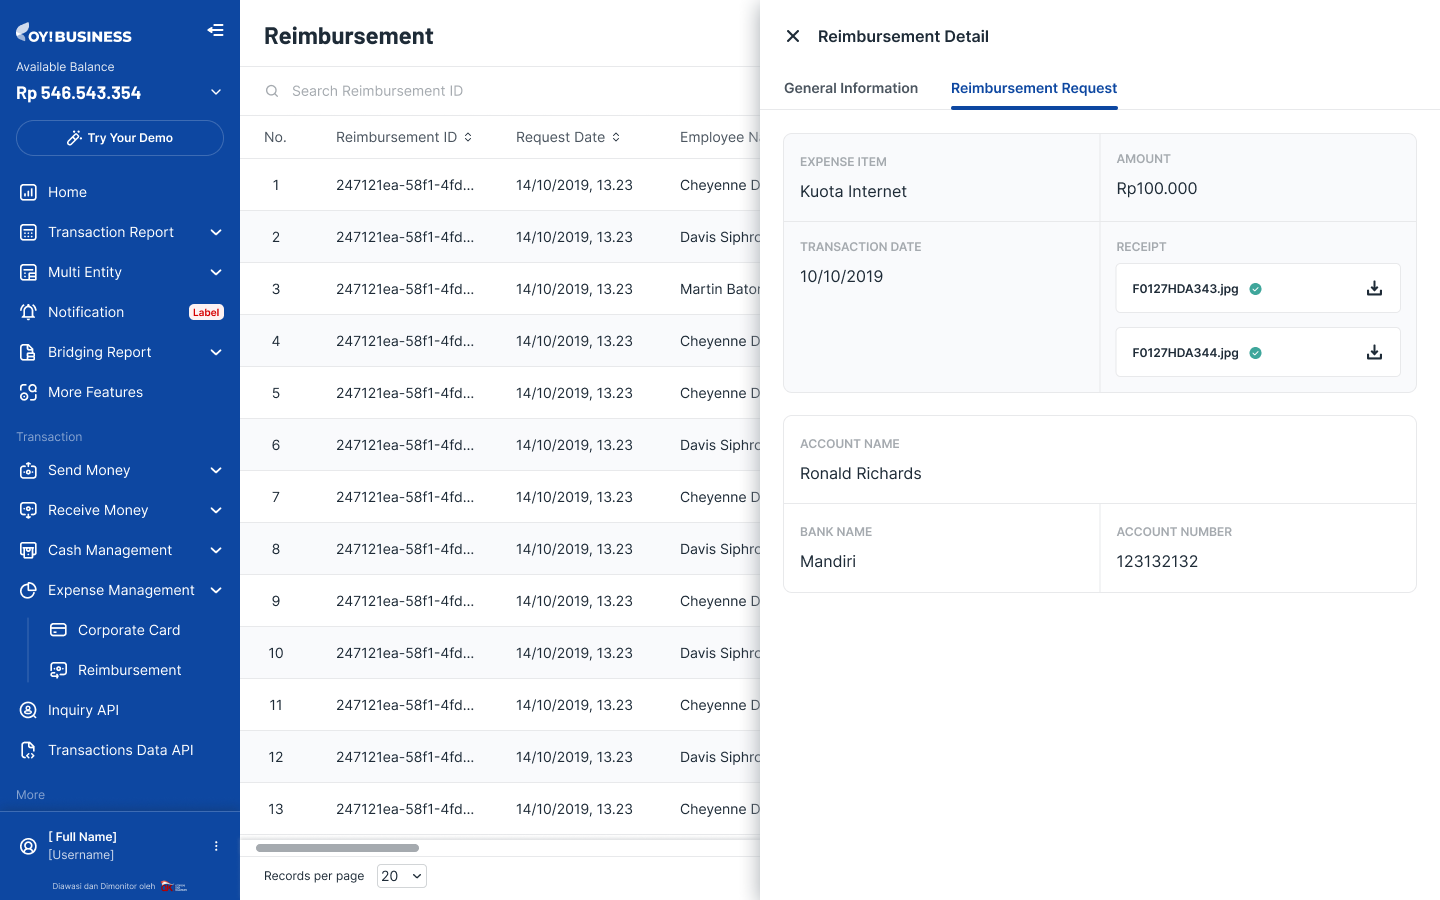 OY! BUSINESS
Available Balance
Rp 546.543.354
Try Your Demo
Home
Transaction Report
Multi Entity
Notification
Label
Bridging Report
More Features
Transaction
Send Money
Receive Money
Cash Management
Expense Management
Corporate Card
Reimbursement
Inquiry API
Transactions Data API
More
[ Full Name]
[Username]
Diawasi dan Dimonitor oleh
Reimbursement
Search Reimbursement ID
No. Reimbursement ID Request Date Employee N
1 247121ea-58f1-4fd... 14/10/2019, 13.23 Cheyenne D
2 247121ea-58f1-4fd... 14/10/2019, 13.23 Davis Siphro
3 247121ea-58f1-4fd... 14/10/2019, 13.23 Martin Bator
4 247121ea-58f1-4fd... 14/10/2019, 13.23 Cheyenne D
5 247121ea-58f1-4fd... 14/10/2019, 13.23 Cheyenne D
6 247121ea-58f1-4fd... 14/10/2019, 13.23 Davis Siphro
7 247121ea-58f1-4fd... 14/10/2019, 13.23 Cheyenne D
8 247121ea-58f1-4fd... 14/10/2019, 13.23 Davis Siphro
9 247121ea-58f1-4fd... 14/10/2019, 13.23 Cheyenne D
10 247121ea-58f1-4fd... 14/10/2019, 13.23 Davis Siphro
11 247121ea-58f1-4fd... 14/10/2019, 13.23 Cheyenne D
12 247121ea-58f1-4fd... 14/10/2019, 13.23 Davis Siphro
13 247121ea-58f1-4fd... 14/10/2019, 13.23 Cheyenne D
Records per page 20
Reimbursement Detail
General Information Reimbursement Request
EXPENSE ITEM
Kuota Internet
AMOUNT
Rp100.000
TRANSACTION DATE
10/10/2019
RECEIPT
F0127HDA343.jpg
F0127HDA344.jpg
ACCOUNT NAME
Ronald Richards
BANK NAME
Mandiri
ACCOUNT NUMBER
123132132